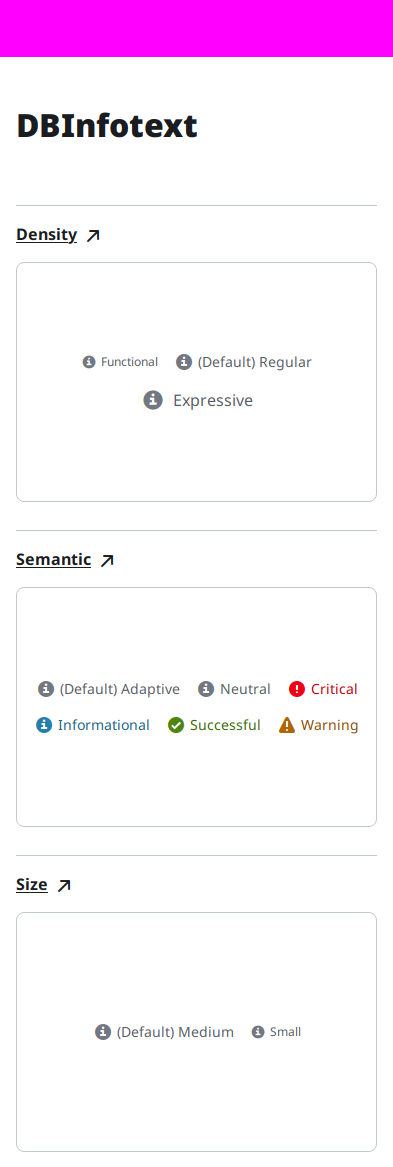 DBInfotext
Density
Functional (Default) Regular
Expressive
Semantic
(Default) Adaptive Neutral Critical
Informational Successful Warning
Size
(Default) Medium Small